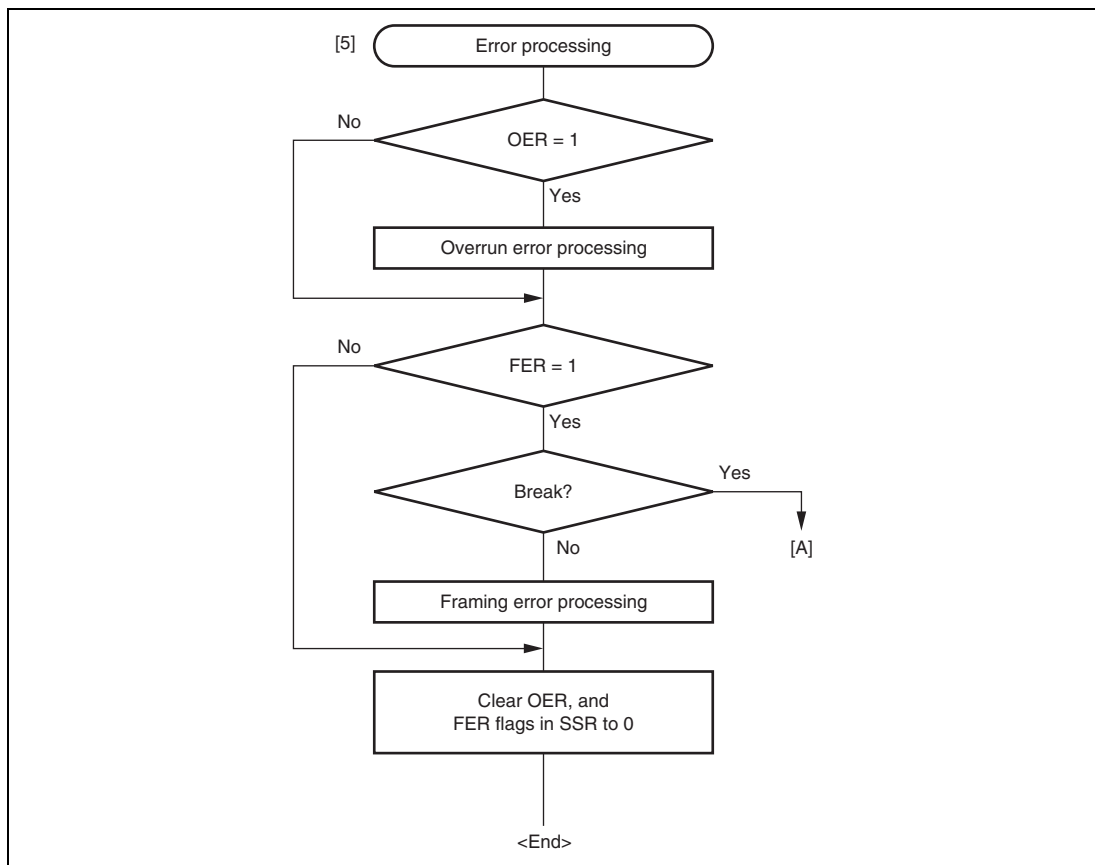 [5]
Error processing
No
OER = 1
Yes
Overrun error processing
No
FER = 1
Yes
Yes
Break?
No
[A]
Framing error processing
Clear OER, and
FER flags in SSR to 0
<End>